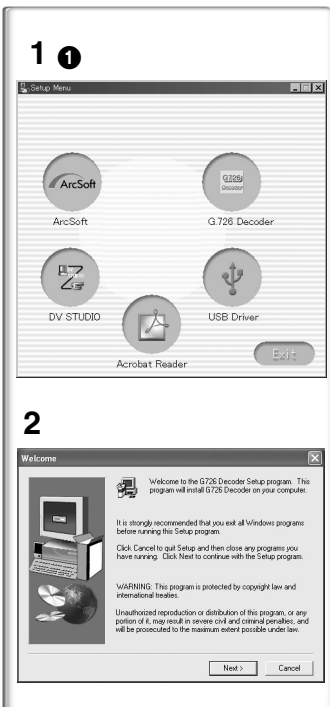 1 ❶
Setup Menu
ArcSoft
G.726
Decoder
ArcSoft
G.726 Decoder
DV STUDIO
USB Driver
Acrobat Reader
Exit
2
Welcome
Welcome to the G726 Decoder Setup program. This
program will install G726 Decoder on your computer.
It is strongly recommended that you exit all Windows programs
before running this Setup program.
Click Cancel to quit Setup and then close any programs you
have running. Click Next to continue with the Setup program.
WARNING: This program is protected by copyright law and
international treaties.
Unauthorized reproduction or distribution of this program, or any
portion of it, may result in severe civil and criminal penalties, and
will be prosecuted to the maximum extent possible under law.
Next >
Cancel